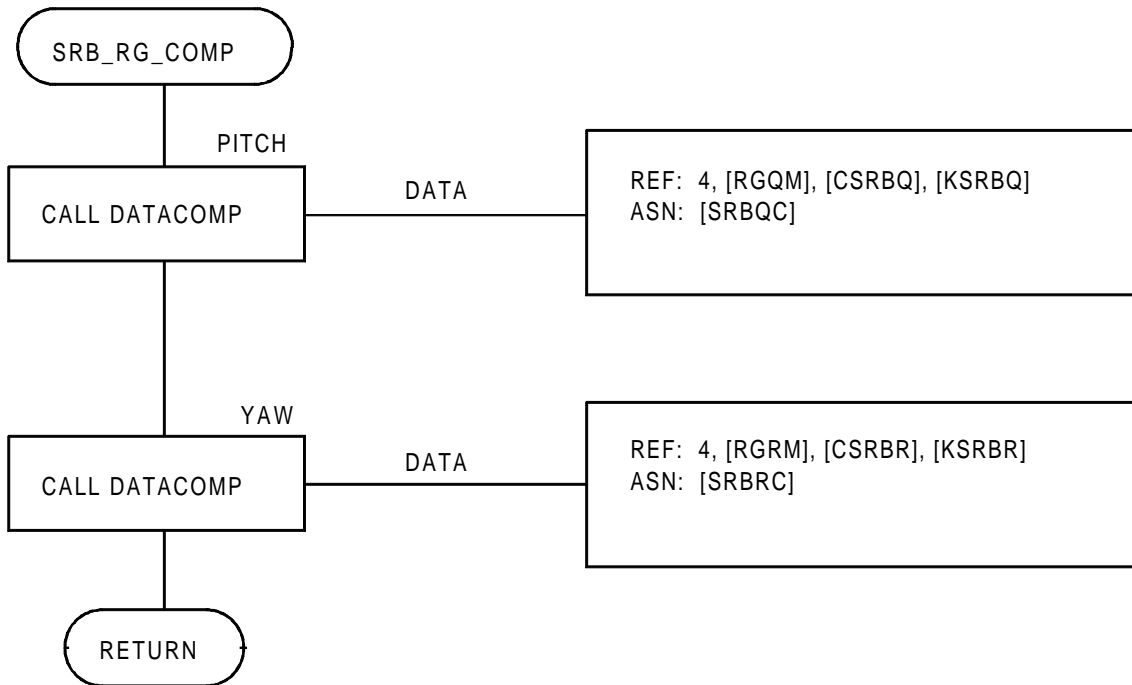 SRB_RG_COMP
PITCH
CALL DATACOMP
DATA
REF: 4, [RGQM], [CSRBQ], [KSRBQ]
ASN: [SRBQC]
YAW
CALL DATACOMP
DATA
REF: 4, [RGRM], [CSRBR], [KSRBR]
ASN: [SRBRC]
RETURN